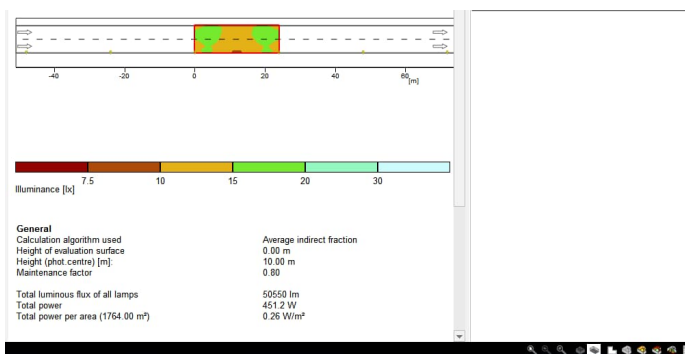 -40 -20 0 20 40 60 [m]
7.5 10 15 20 30
Illuminance [lx]
General
Calculation algorithm used Average indirect fraction
Height of evaluation surface 0.00 m
Height (phot.centre) [m]: 10.00 m
Maintenance factor 0.80
Total luminous flux of all lamps 50550 lm
Total power 451.2 W
Total power per area (1764.00 m²) 0.26 W/m²